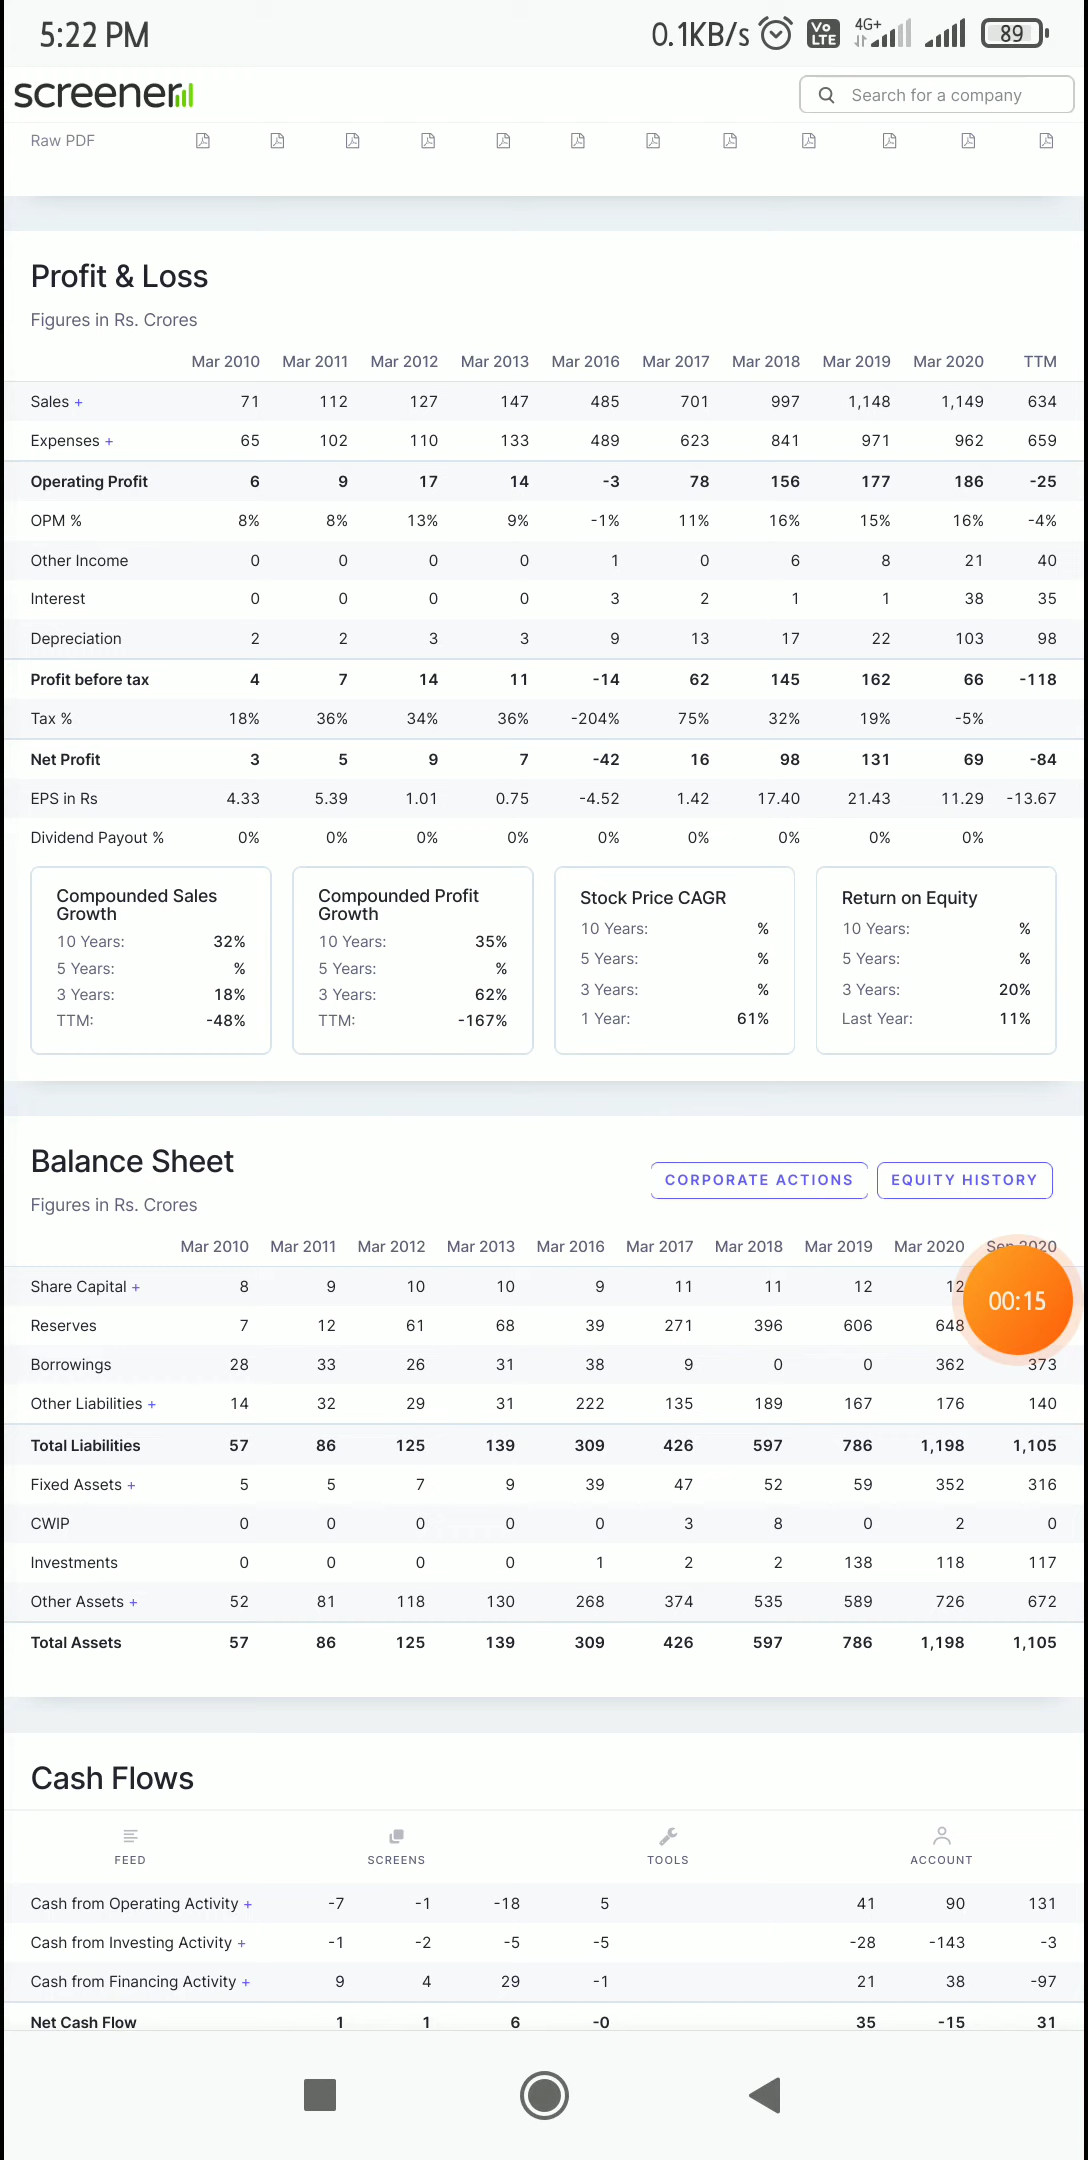 5:22 PM 0.1KB/s Vo LTE 4G+ 89
screener Search for a company
Raw PDF
Profit & Loss
Figures in Rs. Crores
Mar 2010 Mar 2011 Mar 2012 Mar 2013 Mar 2016 Mar 2017 Mar 2018 Mar 2019 Mar 2020 TTM
Sales + 71 112 127 147 485 701 997 1,148 1,149 634
Expenses + 65 102 110 133 489 623 841 971 962 659
Operating Profit 6 9 17 14 -3 78 156 177 186 -25
OPM % 8% 8% 13% 9% -1% 11% 16% 15% 16% -4%
Other Income 0 0 0 0 1 0 6 8 21 40
Interest 0 0 0 0 3 2 1 1 38 35
Depreciation 2 2 3 3 9 13 17 22 103 98
Profit before tax 4 7 14 11 -14 62 145 162 66 -118
Tax % 18% 36% 34% 36% -204% 75% 32% 19% -5%
Net Profit 3 5 9 7 -42 16 98 131 69 -84
EPS in Rs 4.33 5.39 1.01 0.75 -4.52 1.42 17.40 21.43 11.29 -13.67
Dividend Payout % 0% 0% 0% 0% 0% 0% 0% 0% 0%
Compounded Sales Growth
10 Years: 32%
5 Years: %
3 Years: 18%
TTM: -48%
Compounded Profit Growth
10 Years: 35%
5 Years: %
3 Years: 62%
TTM: -167%
Stock Price CAGR
10 Years: %
5 Years: %
3 Years: %
1 Year: 61%
Return on Equity
10 Years: %
5 Years: %
3 Years: 20%
Last Year: 11%
Balance Sheet
CORPORATE ACTIONS EQUITY HISTORY
Figures in Rs. Crores
Mar 2010 Mar 2011 Mar 2012 Mar 2013 Mar 2016 Mar 2017 Mar 2018 Mar 2019 Mar 2020 Sep 2020
Share Capital + 8 9 10 10 9 11 11 12 12
00:15
Reserves 7 12 61 68 39 271 396 606 648
Borrowings 28 33 26 31 38 9 0 0 362 373
Other Liabilities + 14 32 29 31 222 135 189 167 176 140
Total Liabilities 57 86 125 139 309 426 597 786 1,198 1,105
Fixed Assets + 5 5 7 9 39 47 52 59 352 316
CWIP 0 0 0 0 0 3 8 0 2 0
Investments 0 0 0 0 1 2 2 138 118 117
Other Assets + 52 81 118 130 268 374 535 589 726 672
Total Assets 57 86 125 139 309 426 597 786 1,198 1,105
Cash Flows
FEED SCREENS TOOLS ACCOUNT
Cash from Operating Activity + -7 -1 -18 5 41 90 131
Cash from Investing Activity + -1 -2 -5 -5 -28 -143 -3
Cash from Financing Activity + 9 4 29 -1 21 38 -97
Net Cash Flow 1 1 6 -0 35 -15 31